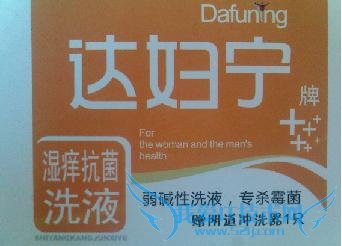 Dafuning
达妇宁
牌
For
the woman and the man's
health
湿痒抗菌
洗液
SHIYANGKANGJUNXIYE
弱碱性洗液，专杀霉菌
赠阴道冲洗器1只